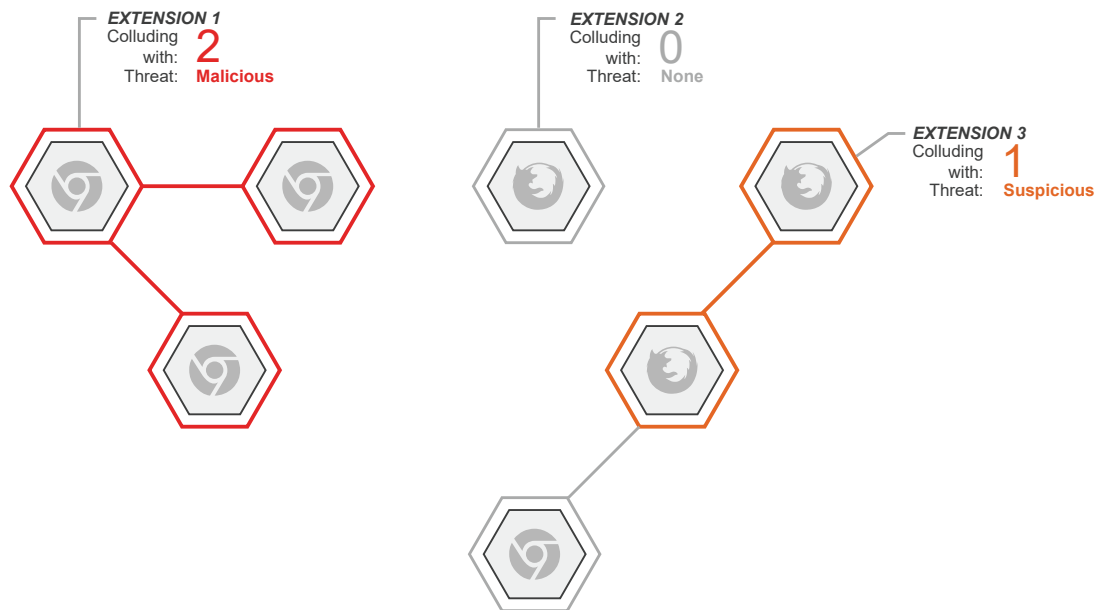 EXTENSION 1
Colluding
with: 2
Threat: Malicious
EXTENSION 2
Colluding
with: 0
Threat: None
EXTENSION 3
Colluding
with: 1
Threat: Suspicious